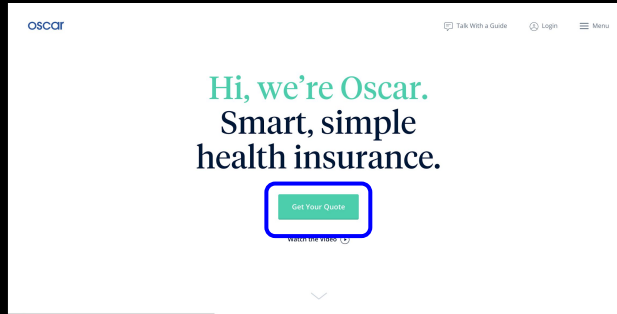 oscar
Talk With a Guide
Login
Menu
Hi, we're Oscar.
Smart, simple
health insurance.
Get Your Quote
Watch the Video